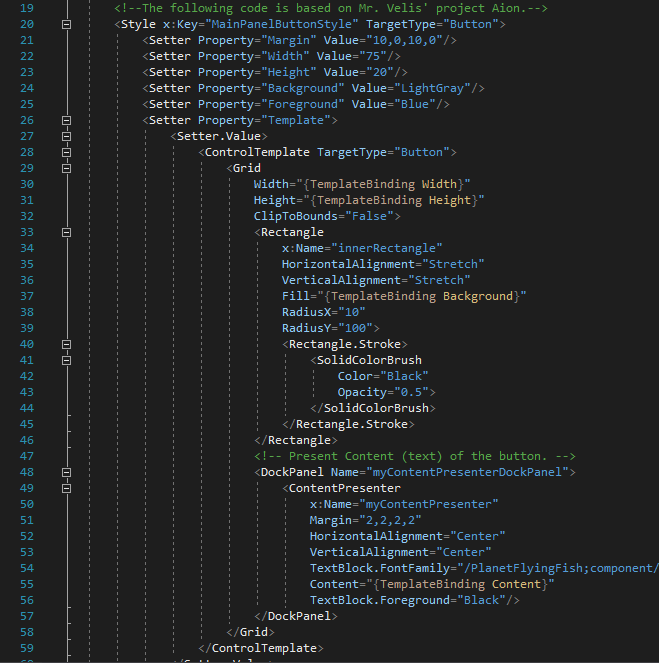 19 <!--The following code is based on Mr. Velis' project Aion.-->
20 <Style x:Key="MainPanelButtonStyle" TargetType="Button">
21 <Setter Property="Margin" Value="10,0,10,0"/>
22 <Setter Property="Width" Value="75"/>
23 <Setter Property="Height" Value="20"/>
24 <Setter Property="Background" Value="LightGray"/>
25 <Setter Property="Foreground" Value="Blue"/>
26 <Setter Property="Template">
27 <Setter.Value>
28 <ControlTemplate TargetType="Button">
29 <Grid
30 Width="{TemplateBinding Width}"
31 Height="{TemplateBinding Height}"
32 ClipToBounds="False">
33 <Rectangle
34 x:Name="innerRectangle"
35 HorizontalAlignment="Stretch"
36 VerticalAlignment="Stretch"
37 Fill="{TemplateBinding Background}"
38 RadiusX="10"
39 RadiusY="100">
40 <Rectangle.Stroke>
41 <SolidColorBrush
42 Color="Black"
43 Opacity="0.5">
44 </SolidColorBrush>
45 </Rectangle.Stroke>
46 </Rectangle>
47 <!-- Present Content (text) of the button. -->
48 <DockPanel Name="myContentPresenterDockPanel">
49 <ContentPresenter
50 x:Name="myContentPresenter"
51 Margin="2,2,2,2"
52 HorizontalAlignment="Center"
53 VerticalAlignment="Center"
54 TextBlock.FontFamily="/PlanetFlyingFish;component/
55 Content="{TemplateBinding Content}"
56 TextBlock.Foreground="Black"/>
57 </DockPanel>
58 </Grid>
59 </ControlTemplate>